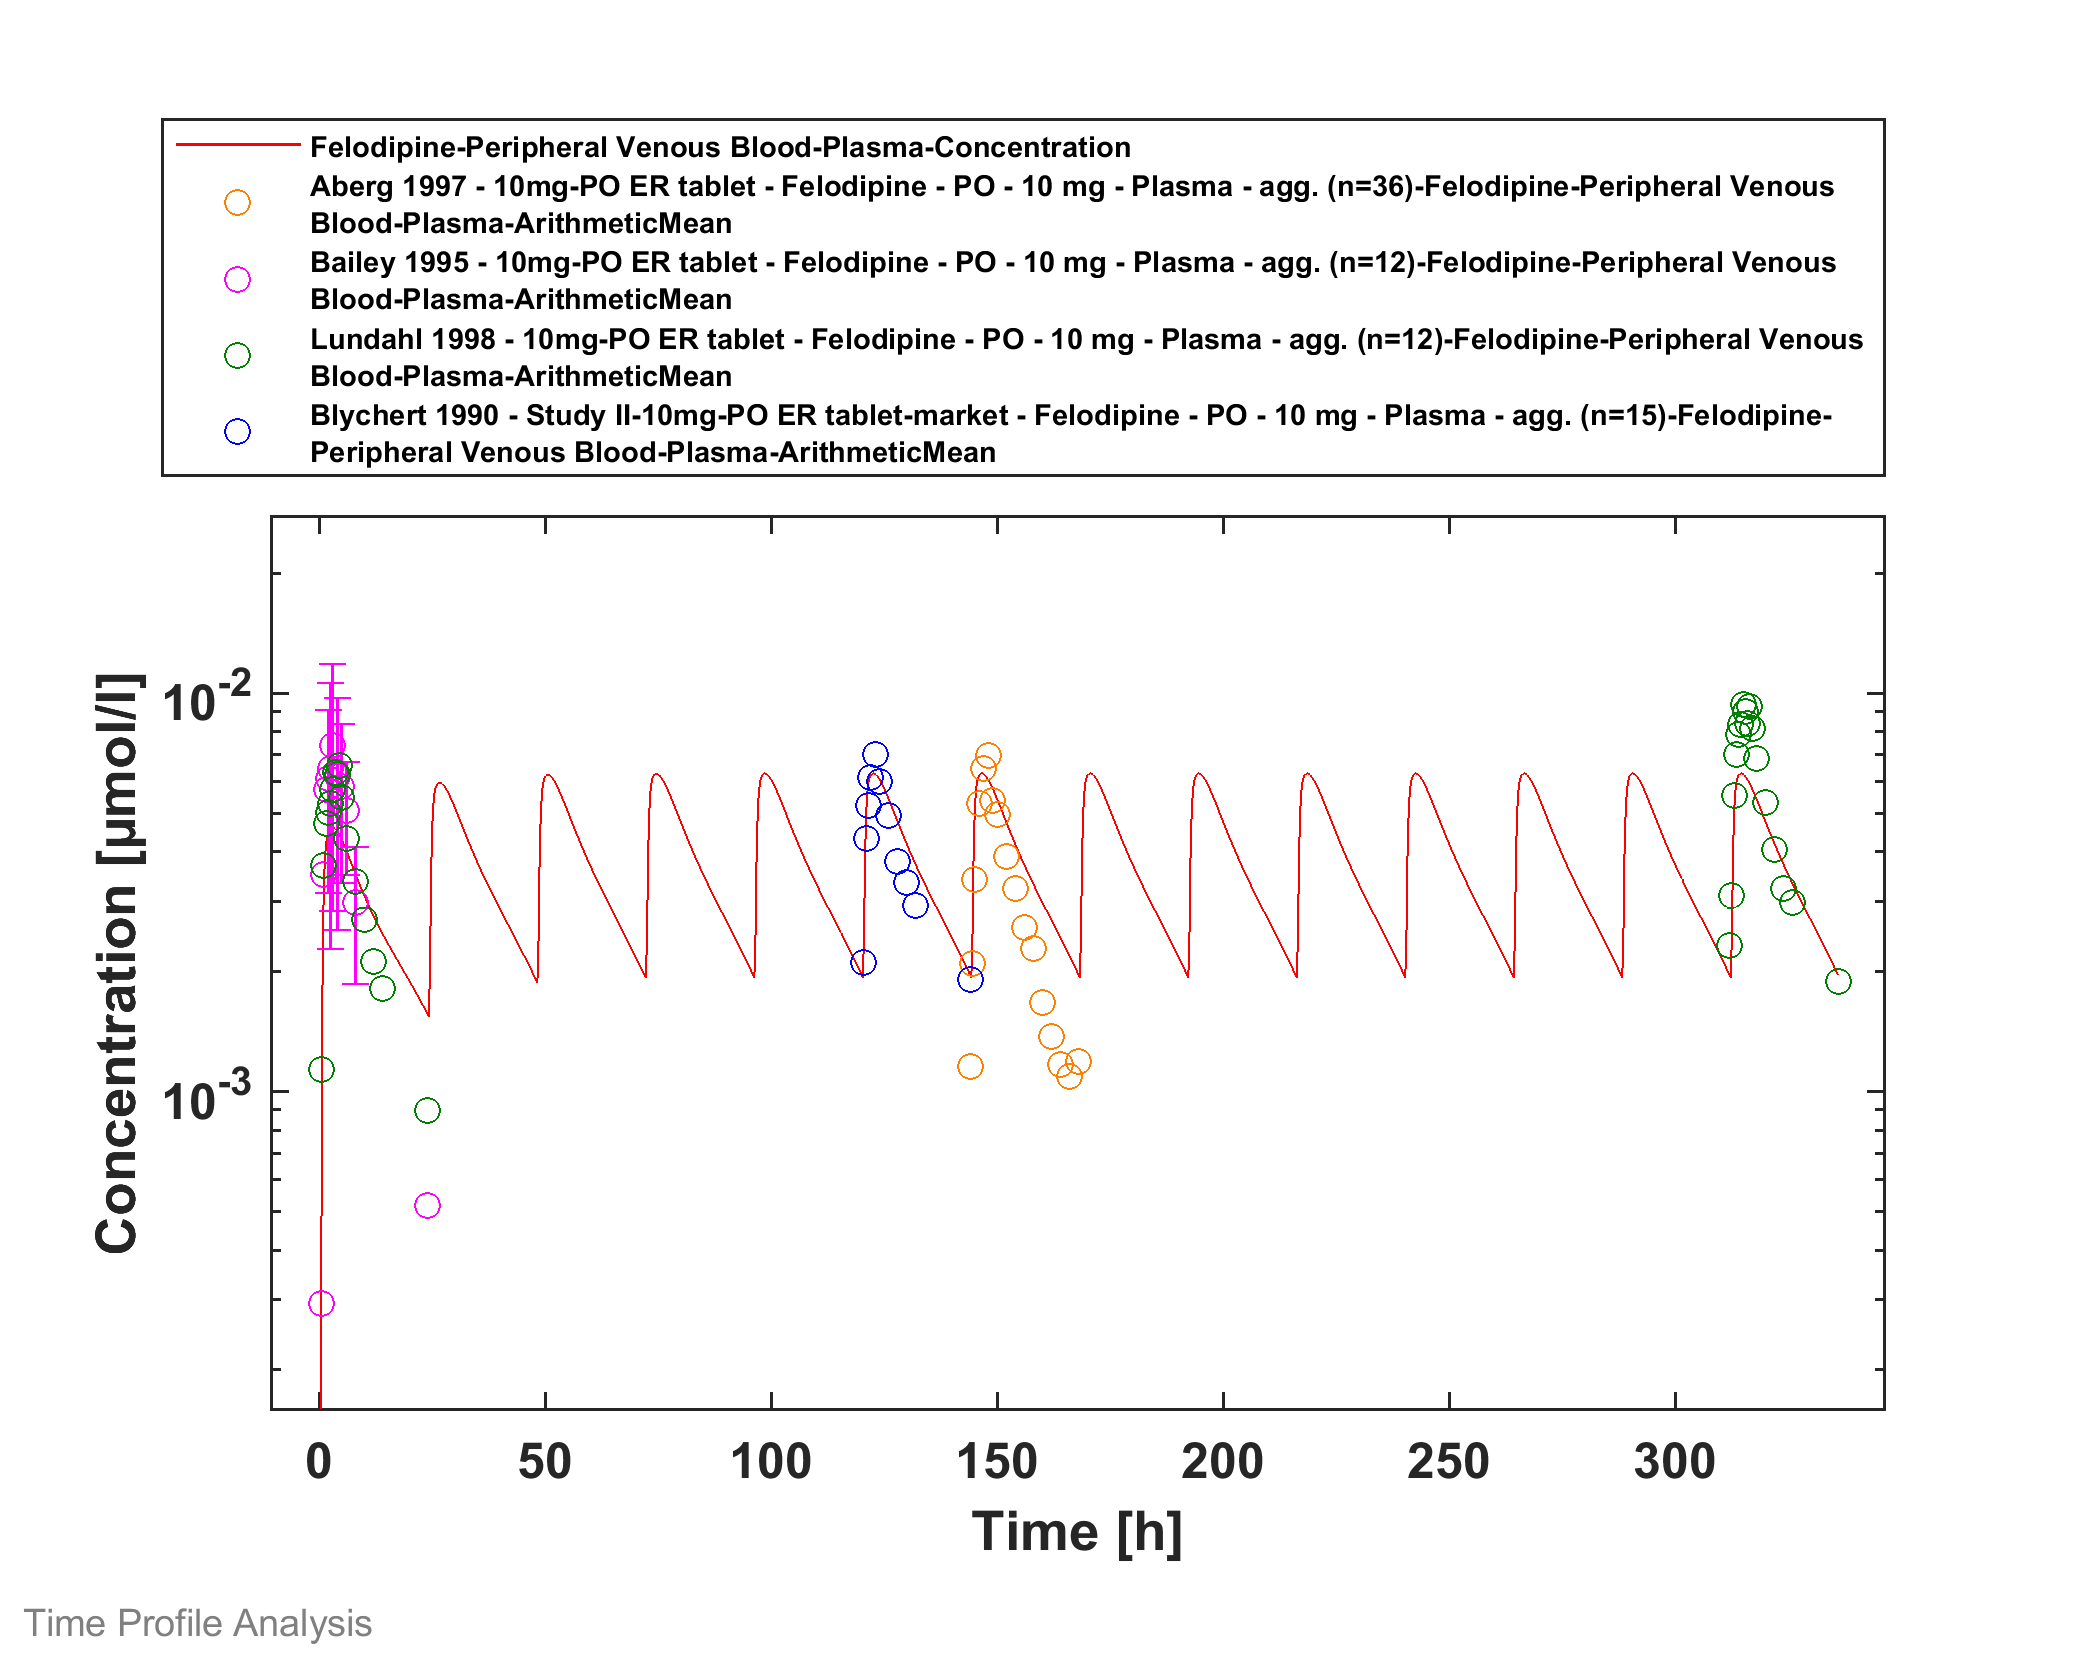 Felodipine-Peripheral Venous Blood-Plasma-Concentration
Aberg 1997 - 10mg-PO ER tablet - Felodipine - PO - 10 mg - Plasma - agg. (n=36)-Felodipine-Peripheral Venous
Blood-Plasma-ArithmeticMean
Bailey 1995 - 10mg-PO ER tablet - Felodipine - PO - 10 mg - Plasma - agg. (n=12)-Felodipine-Peripheral Venous
Blood-Plasma-ArithmeticMean
Lundahl 1998 - 10mg-PO ER tablet - Felodipine - PO - 10 mg - Plasma - agg. (n=12)-Felodipine-Peripheral Venous
Blood-Plasma-ArithmeticMean
Blychert 1990 - Study II-10mg-PO ER tablet-market - Felodipine - PO - 10 mg - Plasma - agg. (n=15)-Felodipine-
Peripheral Venous Blood-Plasma-ArithmeticMean
Concentration [µmol/l]
10^-2
10^-3
0 50 100 150 200 250 300
Time [h]
Time Profile Analysis